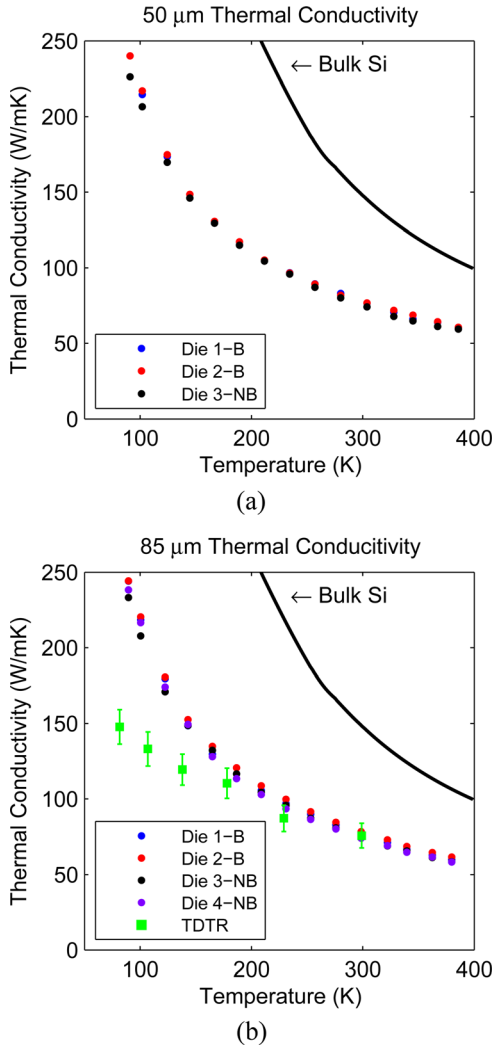 50 μm Thermal Conductivity
250
200
150
100
50
0
Thermal Conductivity (W/mK)
← Bulk Si
Die 1−B
Die 2−B
Die 3−NB
100
200
300
400
Temperature (K)
(a)
85 μm Thermal Conducitivity
250
200
150
100
50
0
Thermal Conductivity (W/mK)
← Bulk Si
Die 1−B
Die 2−B
Die 3−NB
Die 4−NB
TDTR
100
200
300
400
Temperature (K)
(b)